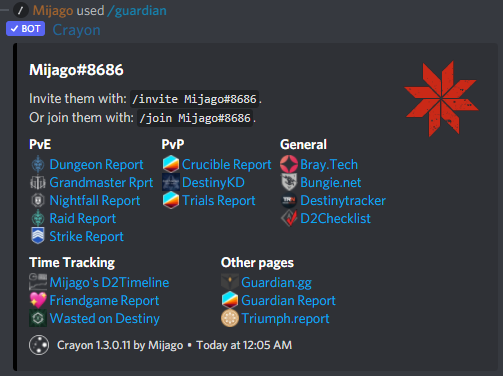 Mijago used /guardian
BOT Crayon
Mijago#8686
Invite them with: /invite Mijago#8686.
Or join them with: /join Mijago#8686.
PvE
Dungeon Report
Grandmaster Rprt
Nightfall Report
Raid Report
Strike Report
PvP
Crucible Report
DestinyKD
Trials Report
General
Bray.Tech
Bungie.net
Destinytracker
D2Checklist
Time Tracking
Mijago's D2Timeline
Friendgame Report
Wasted on Destiny
Other pages
Guardian.gg
Guardian Report
Triumph.report
Crayon 1.3.0.11 by Mijago • Today at 12:05 AM